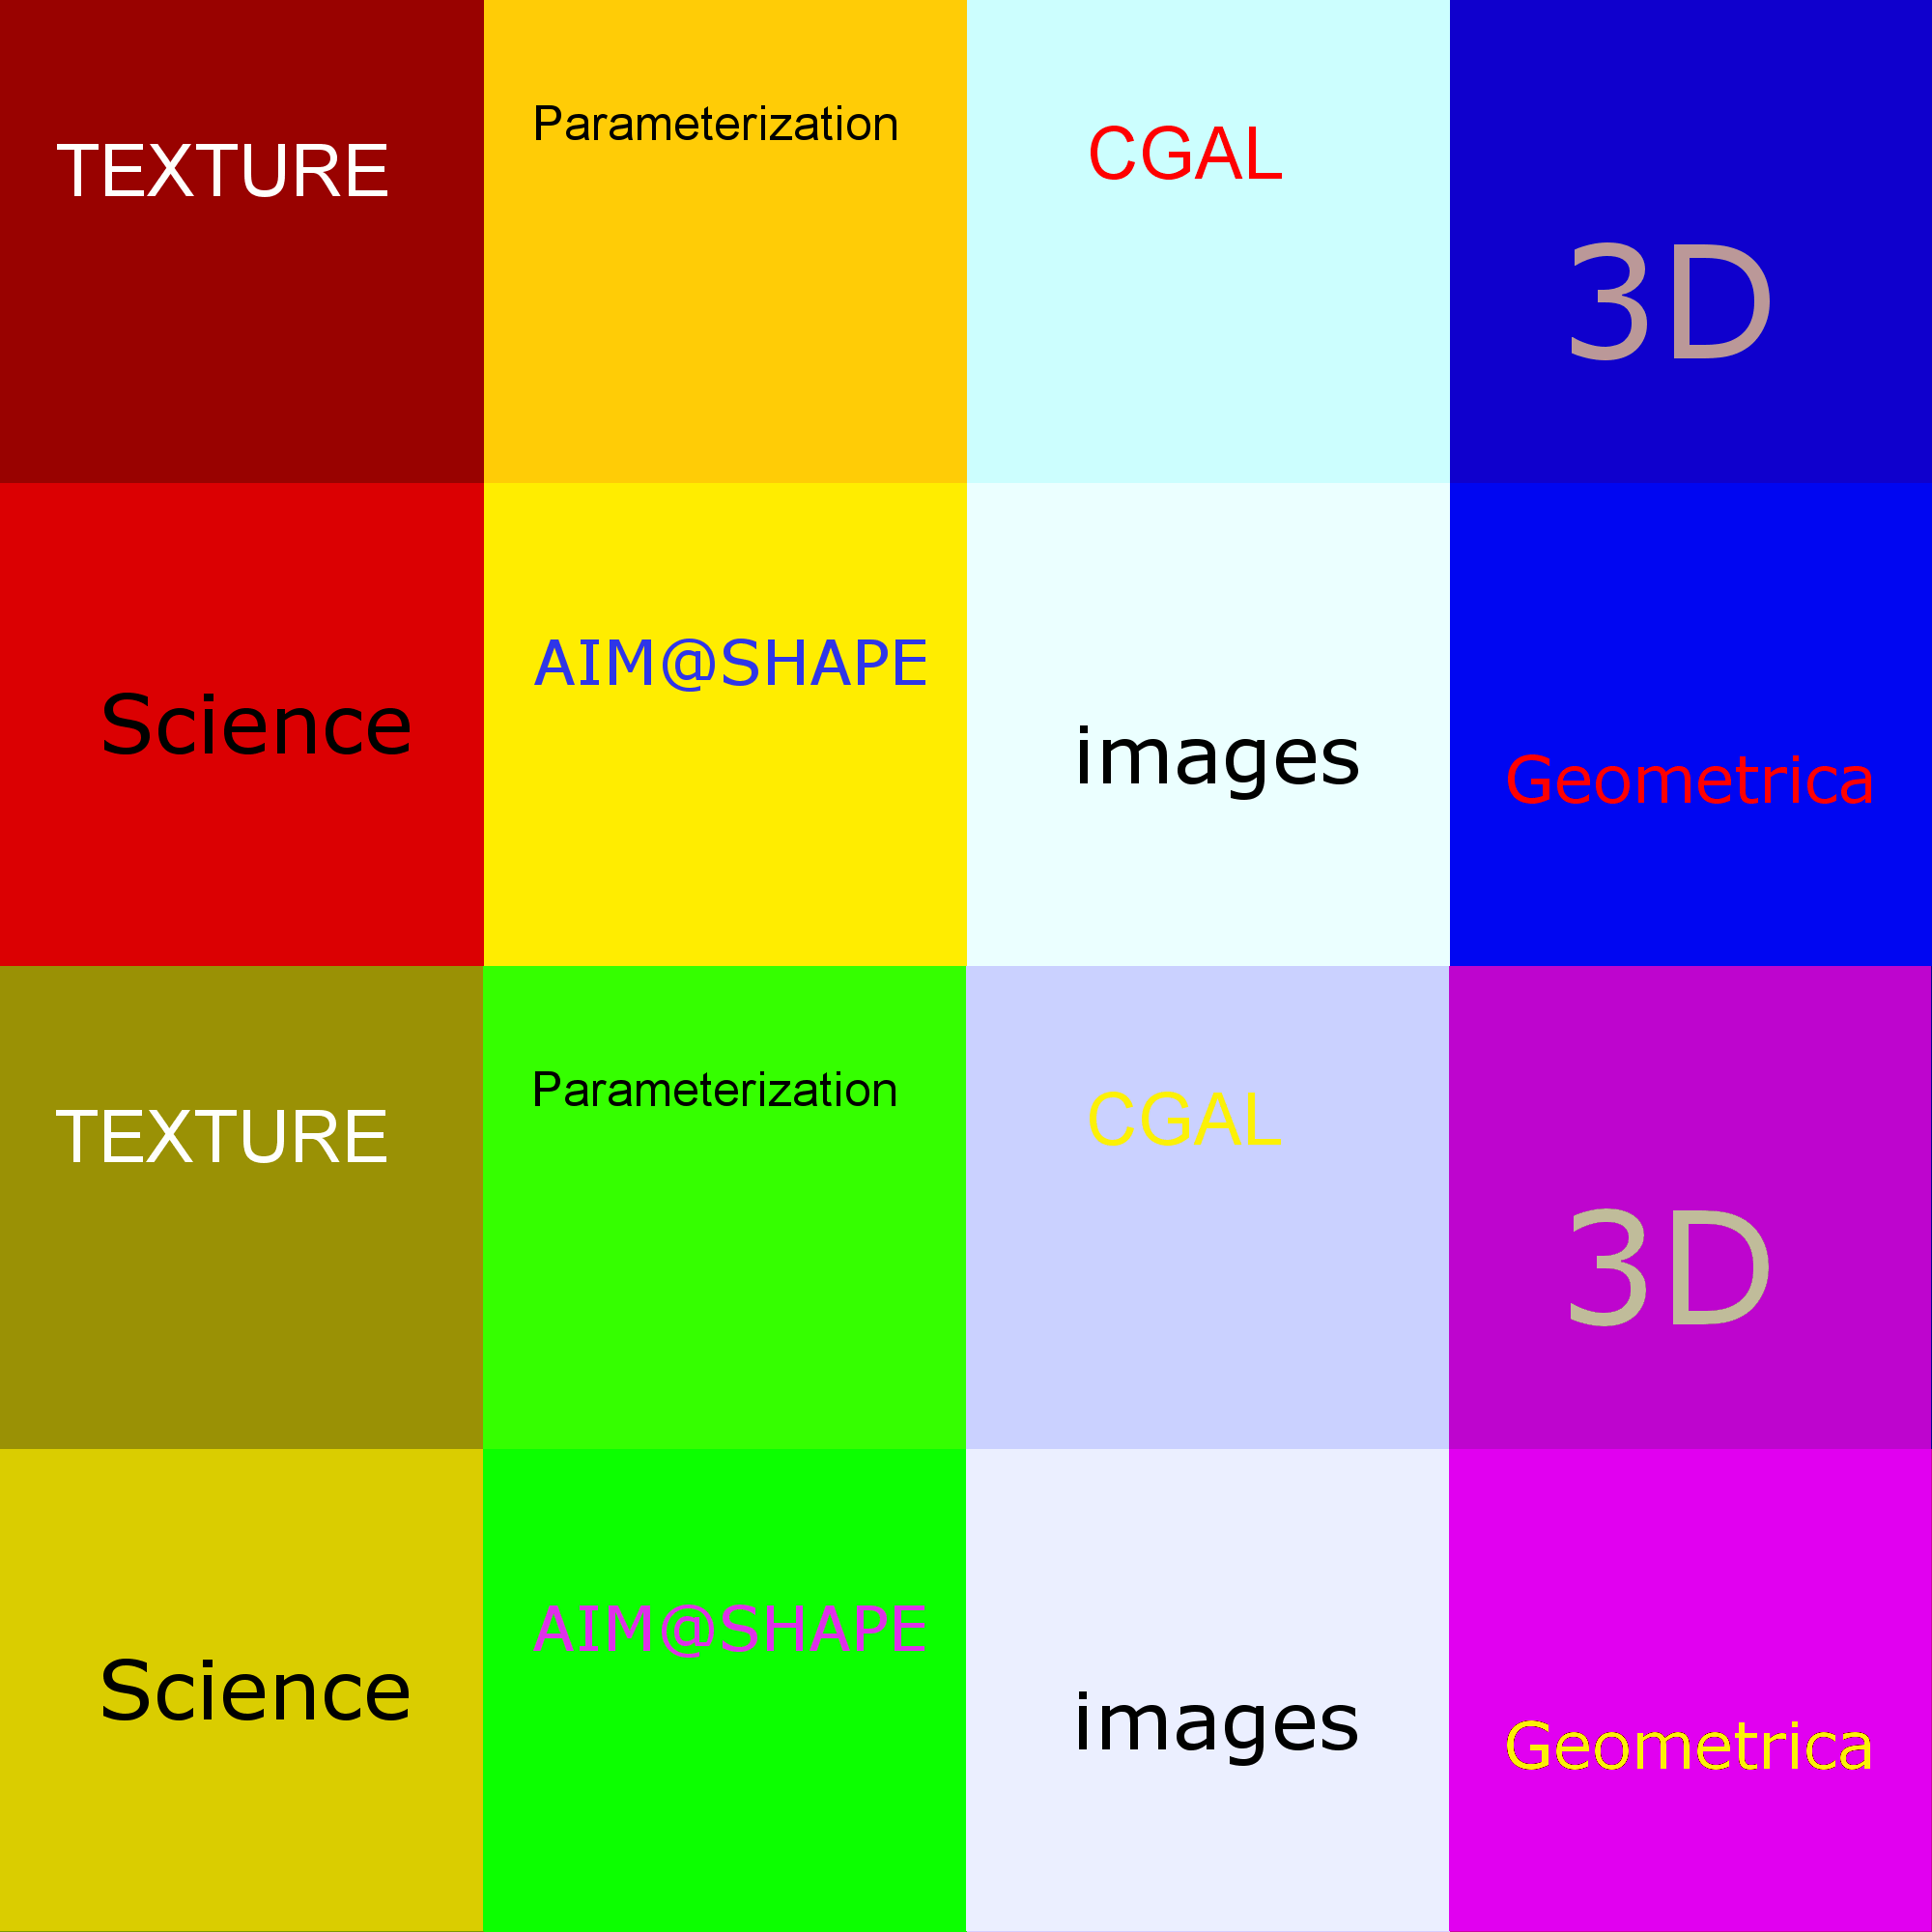 TEXTURE
Parameterization
CGAL
3D
Science
AIM@SHAPE
images
Geometrica
TEXTURE
Parameterization
CGAL
3D
Science
AIM@SHAPE
images
Geometrica